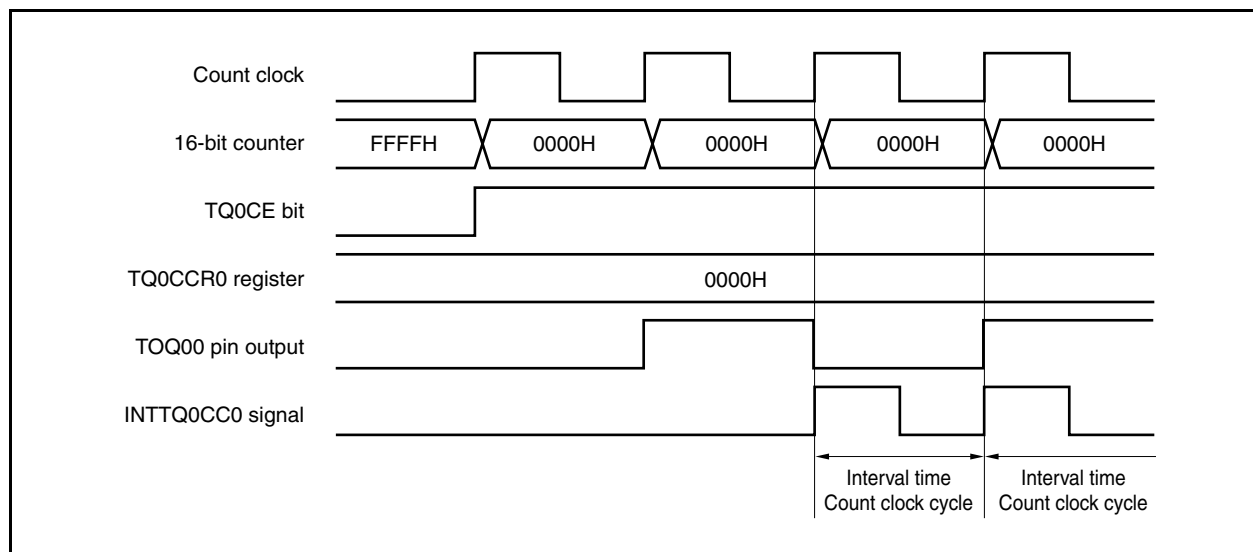 Count clock
16-bit counter FFFFH 0000H 0000H 0000H 0000H
TQ0CE bit
TQ0CCR0 register 0000H
TOQ00 pin output
INTTQ0CC0 signal
Interval time Interval time
Count clock cycle Count clock cycle